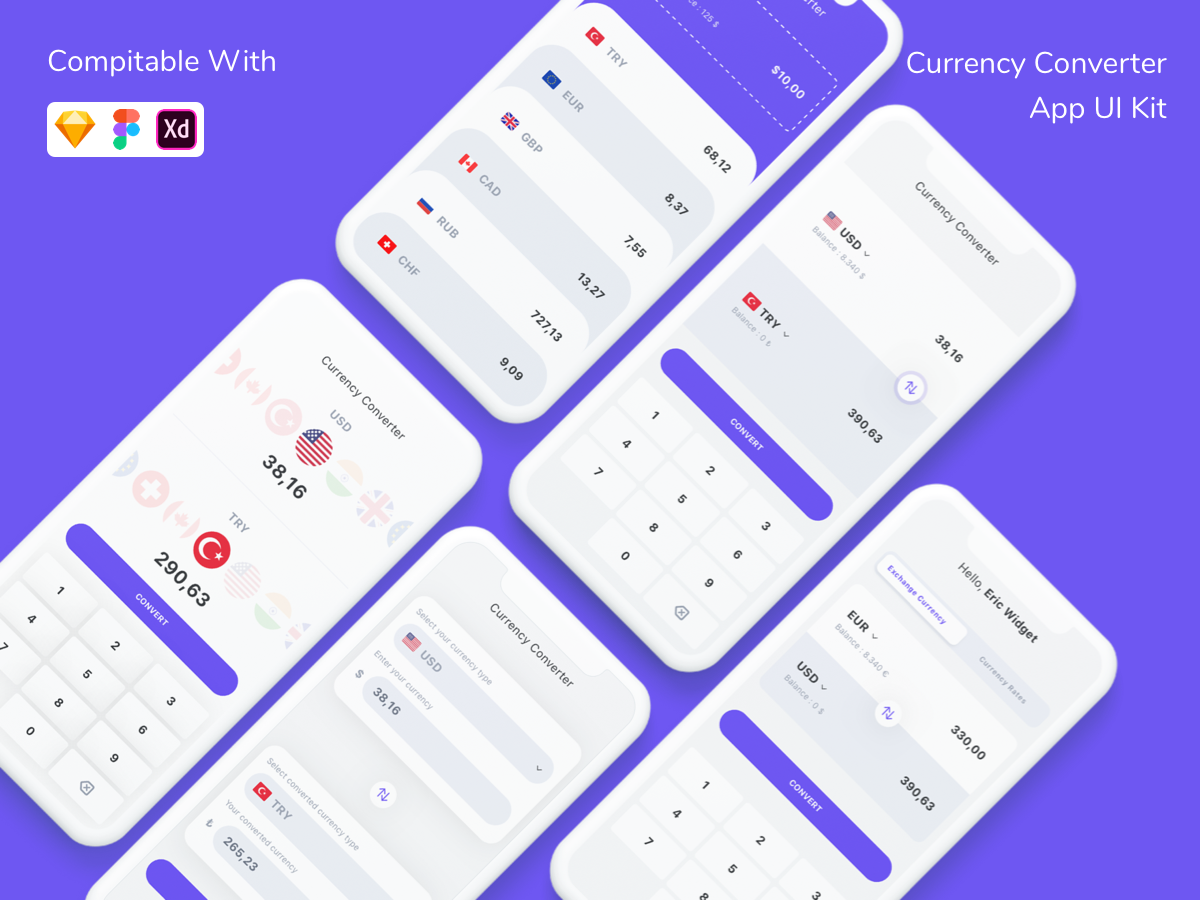 Compitable With
Xd
Currency Converter
App UI Kit
$10,00
TRY
68,12
EUR
8,37
GBP
7,55
CAD
13,27
RUB
727,13
CHF
9,09
Currency Converter
USD
Balance : 8.340 $
38,16
TRY
Balance : 0 ₺
390,63
CONVERT
1
2
3
4
5
6
7
8
9
0
Currency Converter
USD
38,16
TRY
290,63
CONVERT
1
2
3
4
5
6
7
8
9
0
Currency Converter
Select your currency type
USD
Enter your currency
$
38,16
Select converted currency type
TRY
Your converted currency
₺
265,23
Hello, Eric Widget
Exchange Currency
Currency Rates
EUR
Balance : 8.340 €
330,00
USD
Balance : 0 $
390,63
CONVERT
1
2
3
4
5
7
8